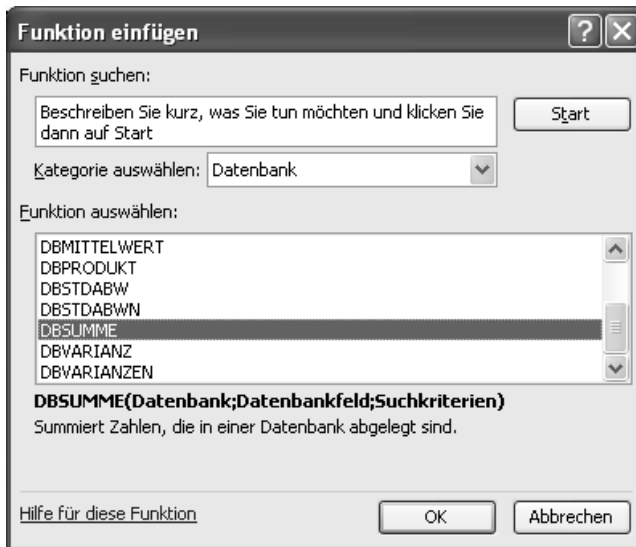 Funktion einfügen
Funktion suchen:
Beschreiben Sie kurz, was Sie tun möchten und klicken Sie
dann auf Start
Start
Kategorie auswählen: Datenbank
Funktion auswählen:
DBMITTELWERT
DBPRODUKT
DBSTDABW
DBSTDABWN
DBSUMME
DBVARIANZ
DBVARIANZEN
DBSUMME(Datenbank;Datenbankfeld;Suchkriterien)
Summiert Zahlen, die in einer Datenbank abgelegt sind.
Hilfe für diese Funktion OK Abbrechen